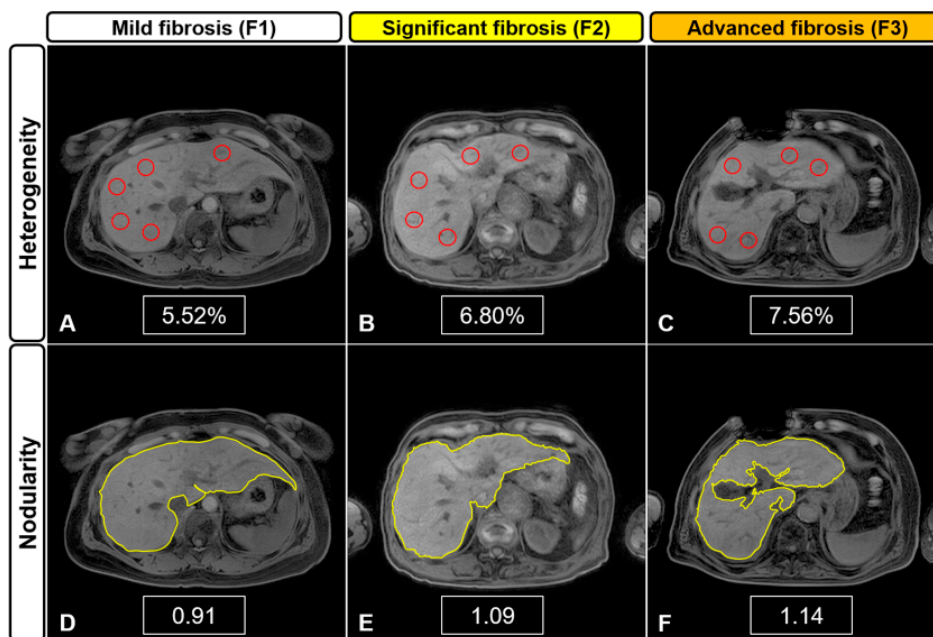 Mild fibrosis (F1)
Significant fibrosis (F2)
Advanced fibrosis (F3)
Heterogeneity
A
5.52%
B
6.80%
C
7.56%
Nodularity
D
0.91
E
1.09
F
1.14